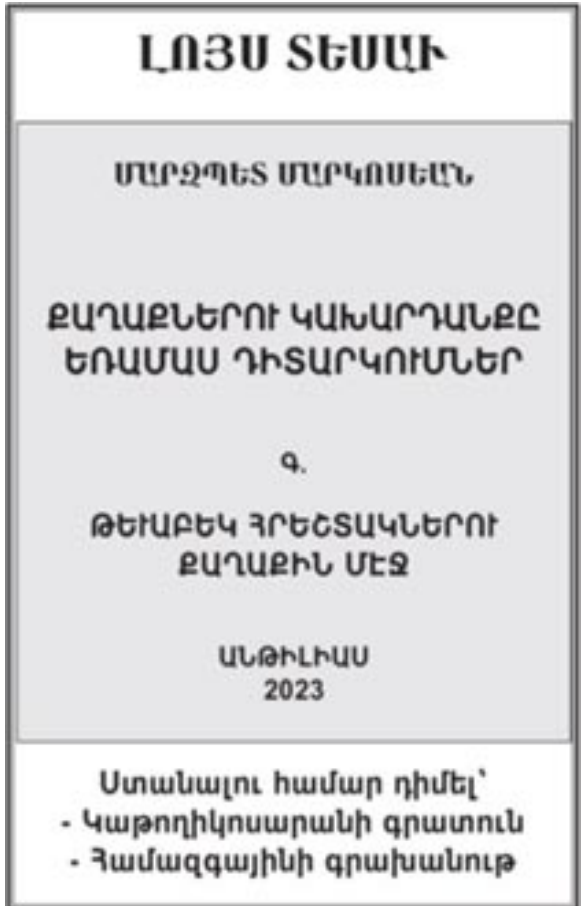 ԼՈՅՍ ՏԵՍԱՒ
ՄԱՐԶՊԵՏ ՄԱՐԿՈՍԵԱՆ
ՔԱՂԱՔՆԵՐՈՒ ԿԱԽԱՐԴԱՆՔԸ
ԵՌԱՄԱՍ ԴԻՏԱՐԿՈՒՄՆԵՐ
Գ.
ԹԵՒԱԲԵԿ ՀՐԵՇՏԱԿՆԵՐՈՒ
ՔԱՂԱՔԻՆ ՄԷՋ
ԱՆԹԻԼԻԱՍ
2023
Ստանալու համար դիմել՝
- Կաթողիկոսարանի գրատուն
- Համազգայինի գրախանութ